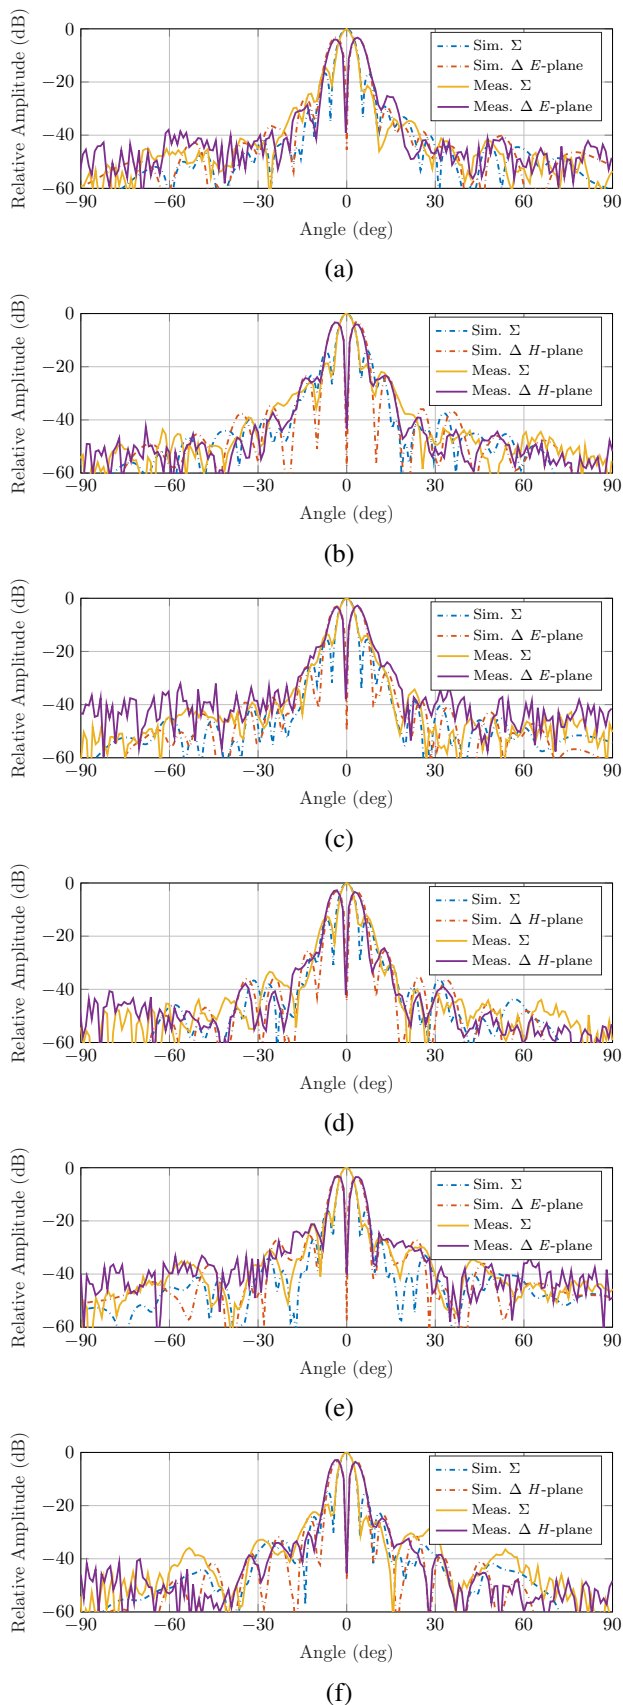 Relative Amplitude (dB)
0
−20
−40
−60
−90
−60
−30
0
30
60
90
Sim. Σ
Sim. Δ E-plane
Meas. Σ
Meas. Δ E-plane
Angle (deg)
(a)
Relative Amplitude (dB)
0
−20
−40
−60
−90
−60
−30
0
30
60
90
Sim. Σ
Sim. Δ H-plane
Meas. Σ
Meas. Δ H-plane
Angle (deg)
(b)
Relative Amplitude (dB)
0
−20
−40
−60
−90
−60
−30
0
30
60
90
Sim. Σ
Sim. Δ E-plane
Meas. Σ
Meas. Δ E-plane
Angle (deg)
(c)
Relative Amplitude (dB)
0
−20
−40
−60
−90
−60
−30
0
30
60
90
Sim. Σ
Sim. Δ H-plane
Meas. Σ
Meas. Δ H-plane
Angle (deg)
(d)
Relative Amplitude (dB)
0
−20
−40
−60
−90
−60
−30
0
30
60
90
Sim. Σ
Sim. Δ E-plane
Meas. Σ
Meas. Δ E-plane
Angle (deg)
(e)
Relative Amplitude (dB)
0
−20
−40
−60
−90
−60
−30
0
30
60
90
Sim. Σ
Sim. Δ H-plane
Meas. Σ
Meas. Δ H-plane
Angle (deg)
(f)